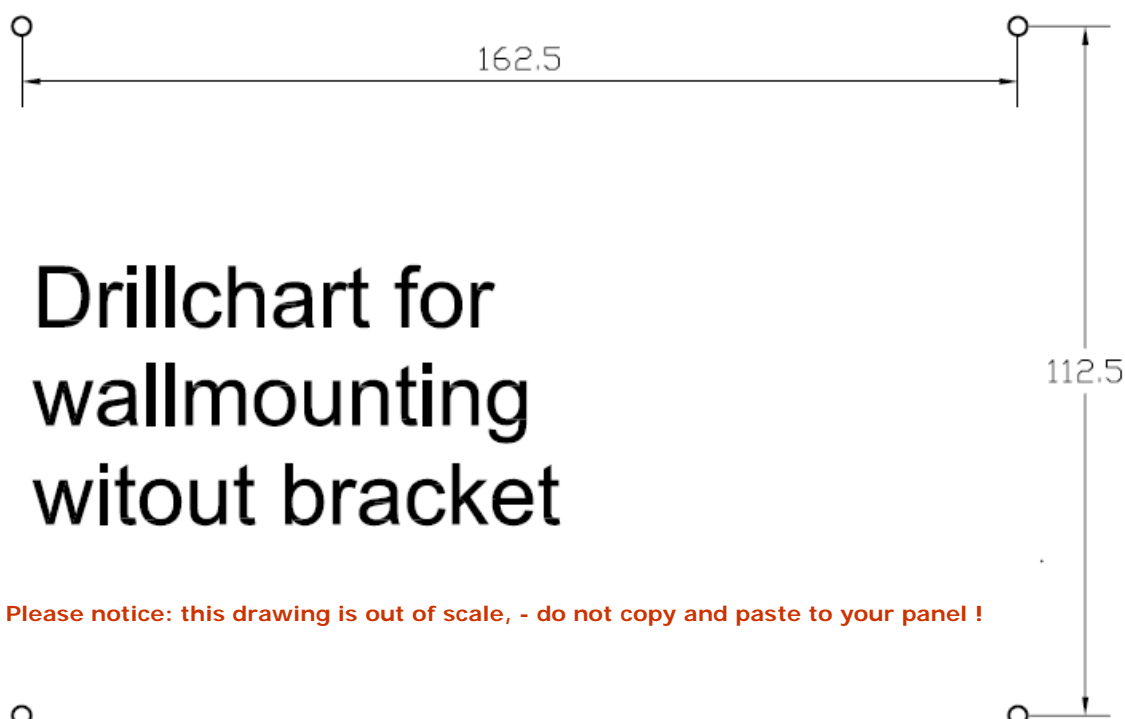 162.5
Drillchart for
wallmounting
112.5
witout bracket
Please notice: this drawing is out of scale, - do not copy and paste to your panel !